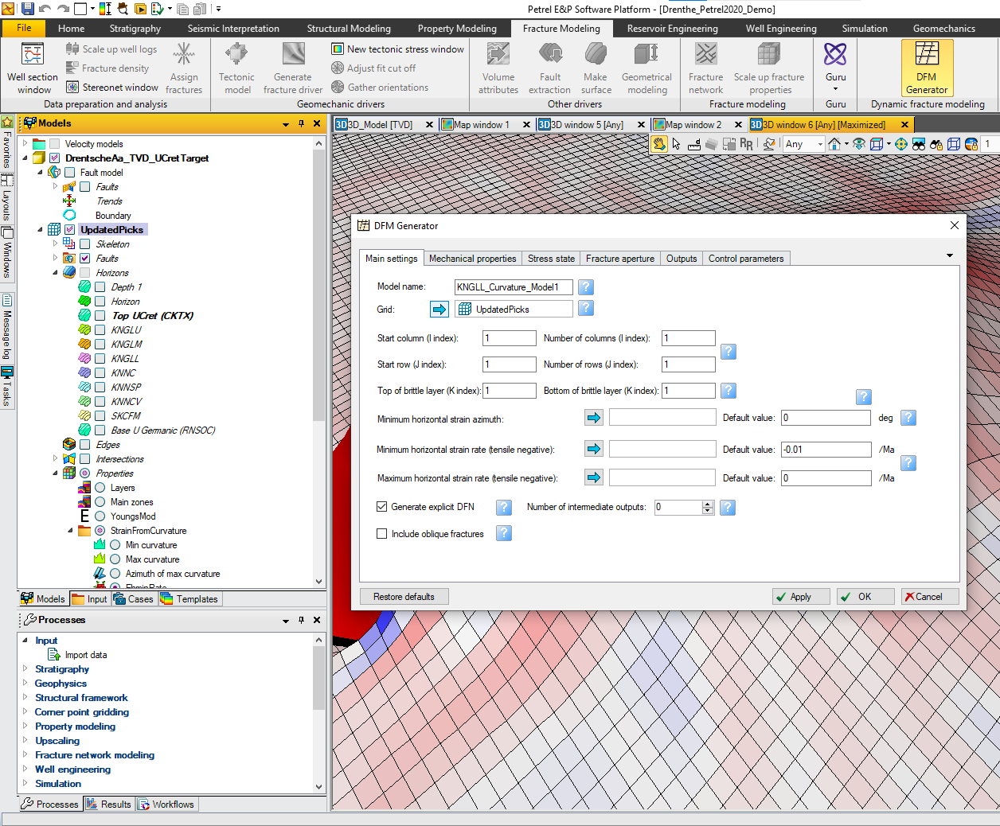 Petrel E&P Software Platform - [Drenthe_Petrel2020_Demo]
File Home Stratigraphy Seismic Interpretation Structural Modeling Property Modeling Fracture Modeling Reservoir Engineering Well Engineering Simulation Geomechanics
Well section window
Scale up well logs
Fracture density
Stereonet window
Assign fractures
Data preparation and analysis
Tectonic model
Generate fracture driver
New tectonic stress window
Adjust fit cut off
Gather orientations
Geomechanic drivers
Volume attributes
Fault extraction
Make surface
Geometrical modeling
Other drivers
Fracture network
Scale up fracture properties
Fracture modeling
Guru
Guru
DFM Generator
Dynamic fracture modeling
Favorites
Layouts
Windows
Message log
Tasks
Models
Velocity models
DrentscheAa_TVD_UCretTarget
Fault model
Faults
Trends
Boundary
UpdatedPicks
Skeleton
Faults
Horizons
Depth 1
Horizon
Top UCret (CKTX)
KNGLU
KNGLM
KNGLL
KNNC
KNNSP
KNNCV
SKCFM
Base U Germanic (RNSOC)
Edges
Intersections
Properties
Layers
Main zones
E YoungsMod
StrainFromCurvature
Min curvature
Max curvature
Azimuth of max curvature
EhminRate
Models Input Cases Templates
Processes
Input
Import data
Stratigraphy
Geophysics
Structural framework
Corner point gridding
Property modeling
Upscaling
Fracture network modeling
Well engineering
Simulation
Processes Results Workflows
3D 3D_Model [TVD] Map window 1 3D 3D window 5 [Any] Map window 2 3D 3D window 6 [Any] [Maximized]
RR Any 1
DFM Generator
Main settings Mechanical properties Stress state Fracture aperture Outputs Control parameters
Model name: KNGLL_Curvature_Model1 ?
Grid: UpdatedPicks ?
Start column (I index): 1 Number of columns (I index): 1 ?
Start row (J index): 1 Number of rows (J index): 1
Top of brittle layer (K index): 1 Bottom of brittle layer (K index): 1 ?
?
Minimum horizontal strain azimuth: Default value: 0 deg ?
Minimum horizontal strain rate (tensile negative): Default value: -0.01 /Ma ?
Maximum horizontal strain rate (tensile negative): Default value: 0 /Ma
Generate explicit DFN ? Number of intermediate outputs: 0 ?
Include oblique fractures ?
Restore defaults Apply OK Cancel